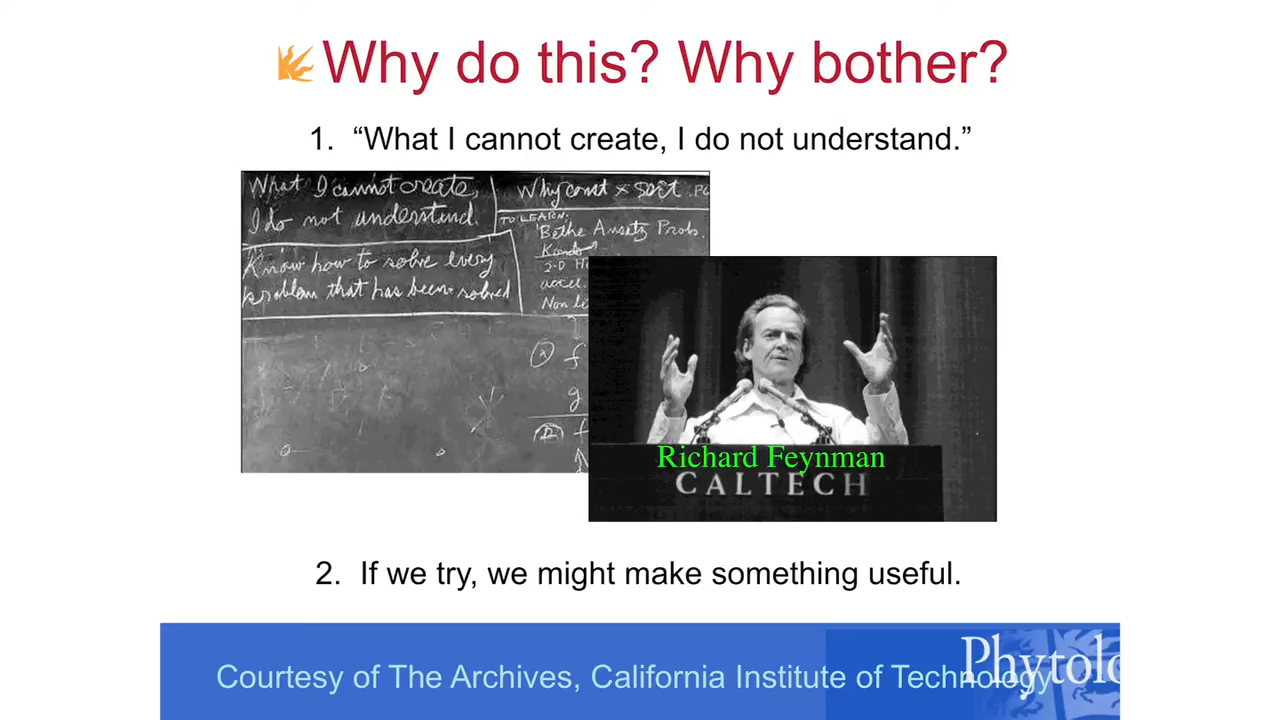 Why do this? Why bother?
1. “What I cannot create, I do not understand.”
What I cannot create,
I do not understand.
Know how to solve every
problem that has been solved
Why const × sort .PG
TO LEARN.
Bethe Ansatz Probs.
Kondo
2-D H
accel.
Non li
f
g
Richard Feynman
CALTECH
2. If we try, we might make something useful.
Courtesy of The Archives, California Institute of Technology
Phytolo